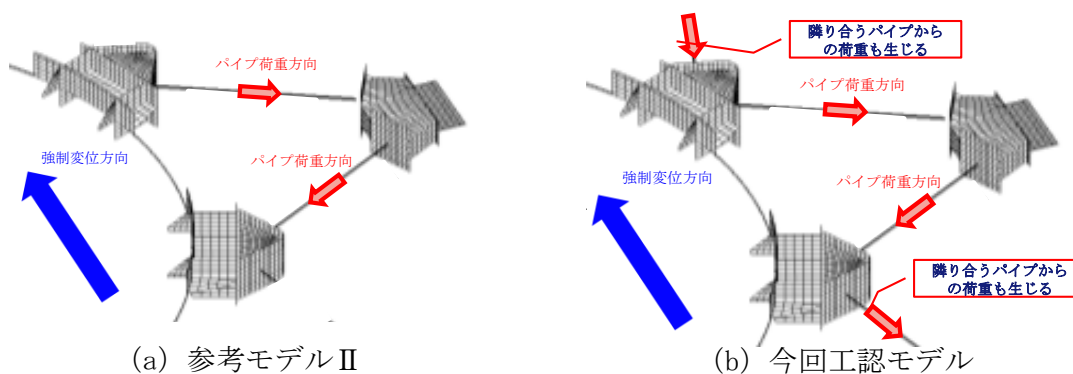 パイプ荷重方向
強制変位方向
パイプ荷重方向
(a) 参考モデルⅡ
隣り合うパイプから
の荷重も生じる
パイプ荷重方向
強制変位方向
パイプ荷重方向
隣り合うパイプから
の荷重も生じる
(b) 今回工認モデル